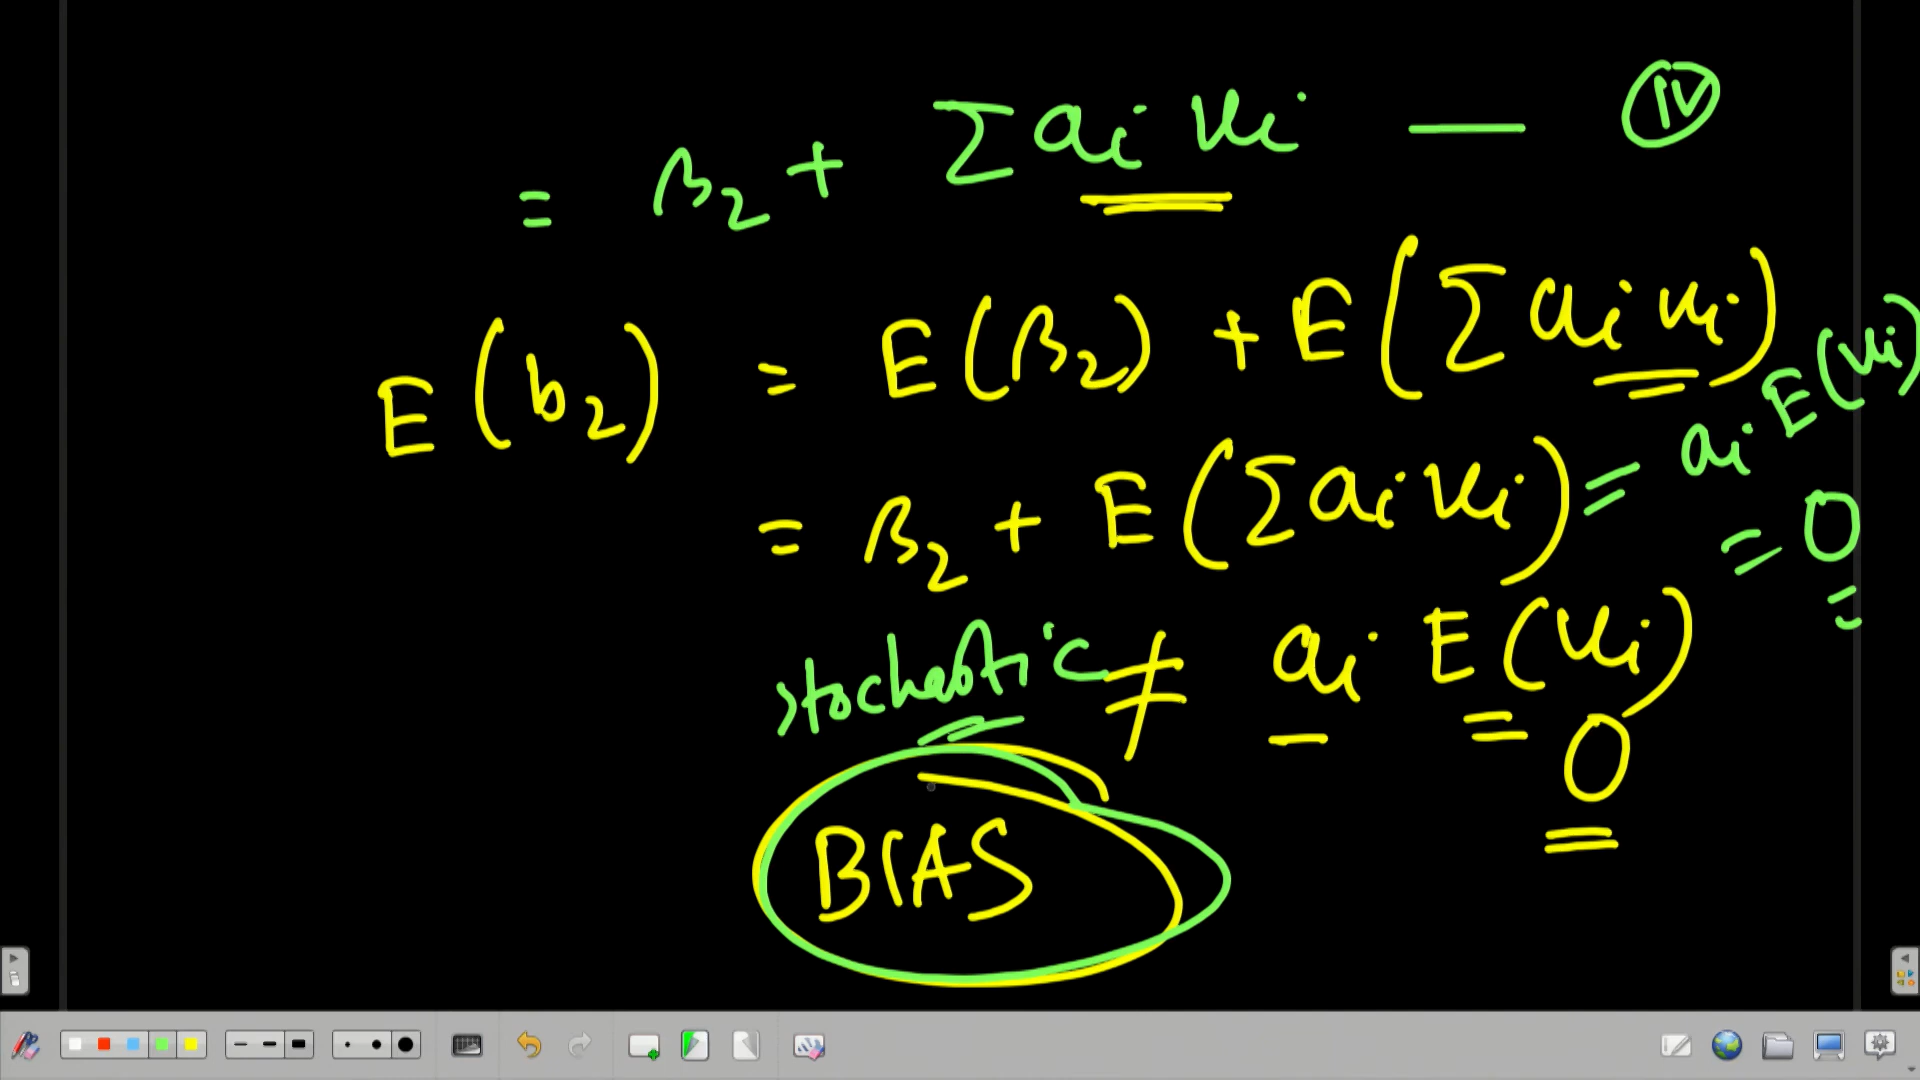 = β₂ + Σ aᵢ uᵢ — (IV)
E(b₂) = E(β₂) + E(Σ aᵢ uᵢ)
= β₂ + E(Σ aᵢ uᵢ) = aᵢ E(uᵢ)
= 0
stochastic ≠ aᵢ E(uᵢ)
0
BIAS